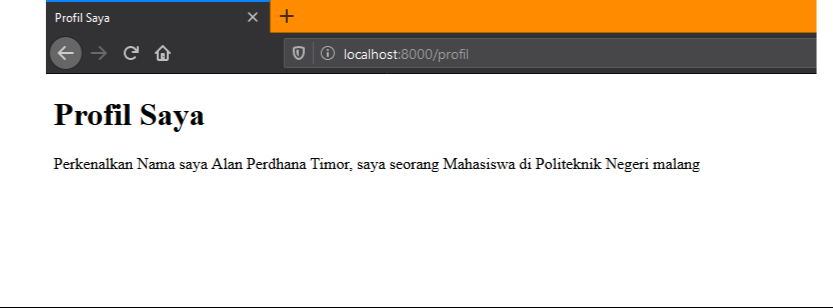 Profil Saya
localhost:8000/profil
Profil Saya
Perkenalkan Nama saya Alan Perdhana Timor, saya seorang Mahasiswa di Politeknik Negeri malang